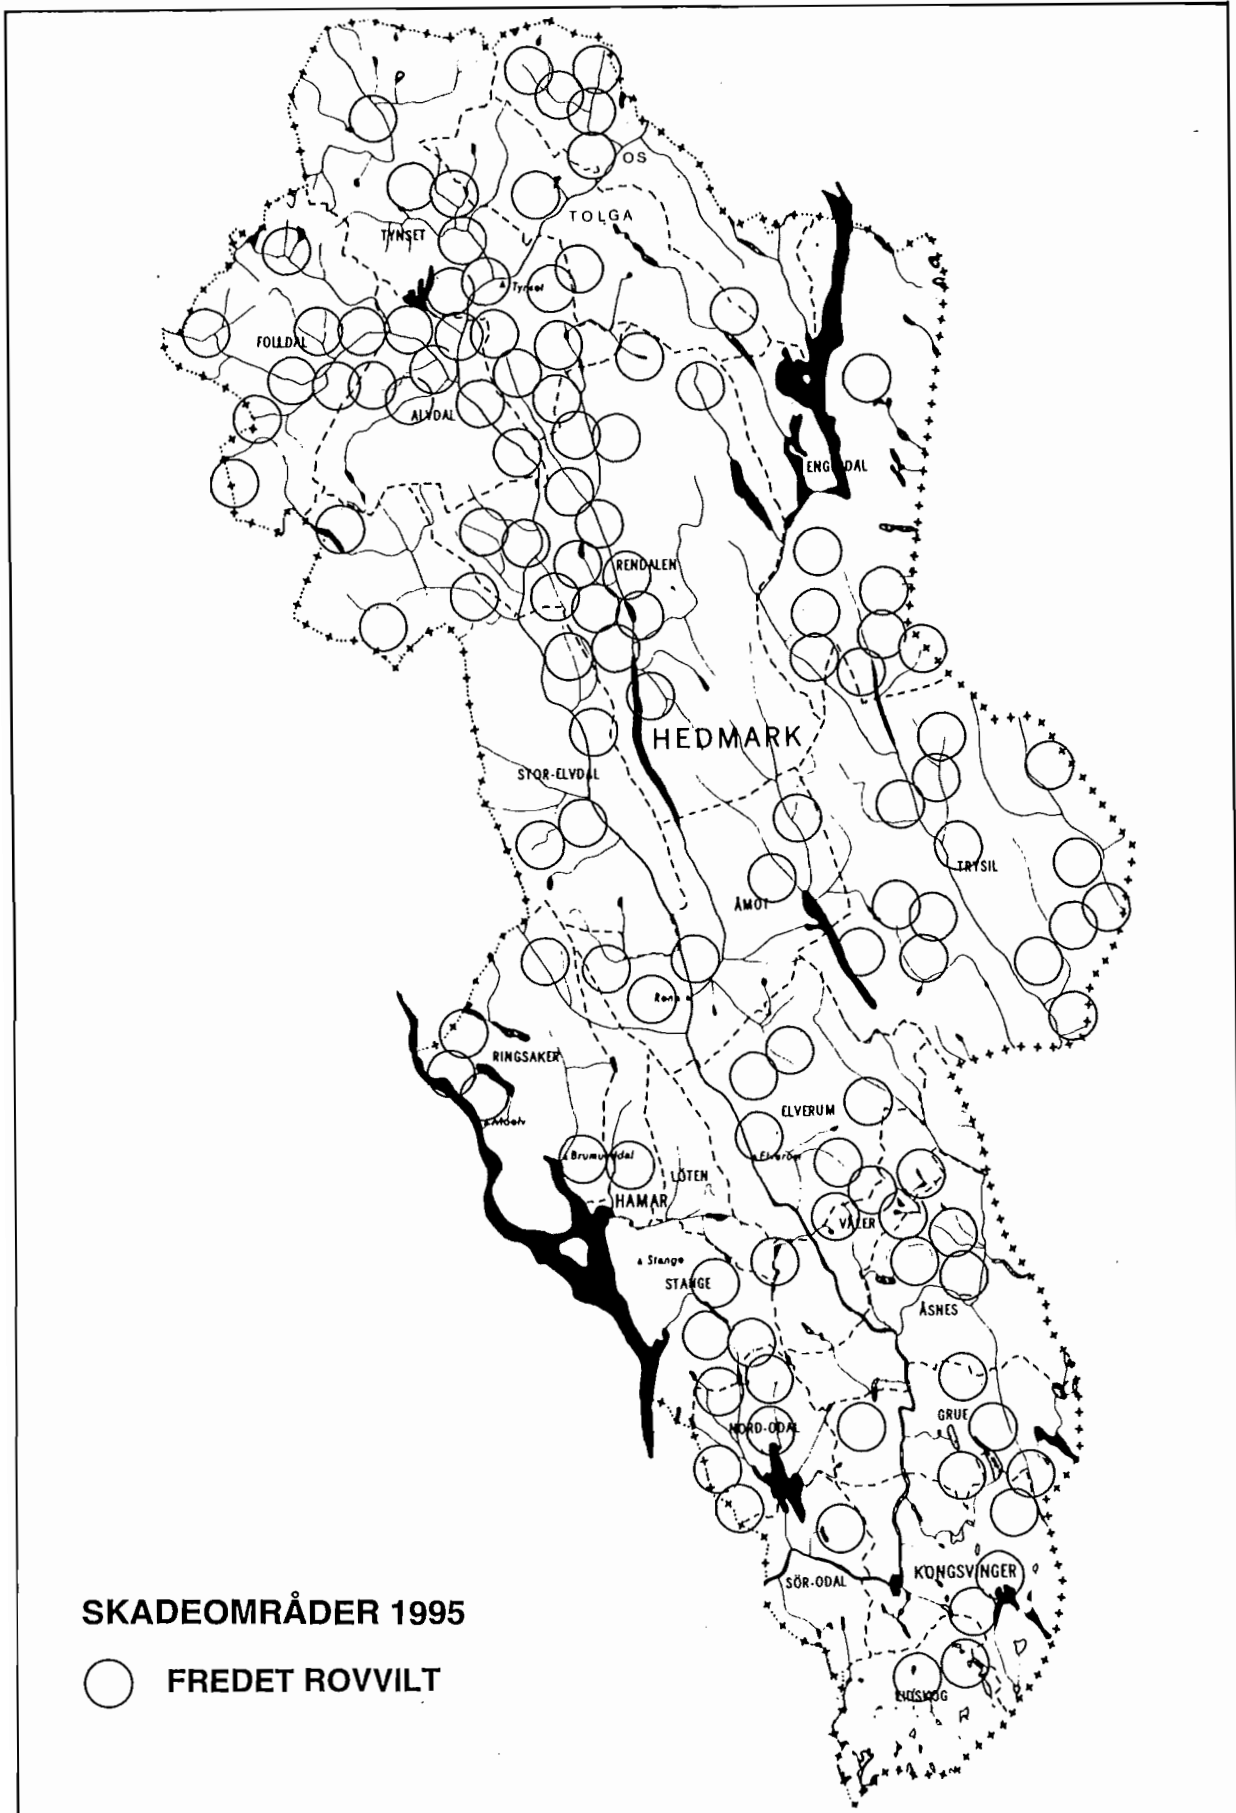 OS
TOLGA
TYNSET
Tynset
FOLLDAL
ALVDAL
ENGERDAL
RENDALEN
HEDMARK
STOR-ELVDAL
TRYSIL
ÅMOT
Rena
RINGSAKER
Moelv
ELVERUM
Elverum
Brumunddal
LÖTEN
HAMAR
VÅLER
Stange
STANGE
ÅSNES
GRUE
NORD-ODAL
KONGSVINGER
SÖR-ODAL
SKADEOMRÅDER 1995
FREDET ROVVILT
EIDSKOG